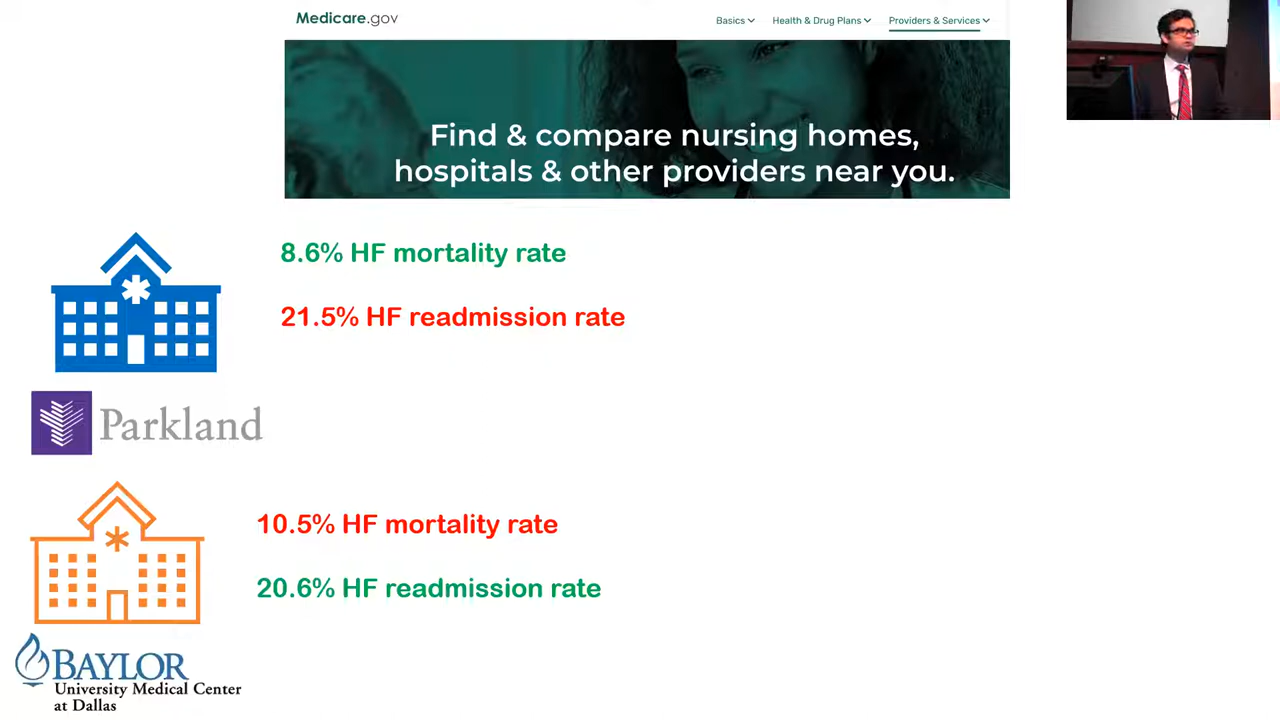 Medicare.gov
Basics
Health & Drug Plans
Providers & Services
Find & compare nursing homes,
hospitals & other providers near you.
8.6% HF mortality rate
21.5% HF readmission rate
Parkland
10.5% HF mortality rate
20.6% HF readmission rate
BAYLOR
University Medical Center
at Dallas